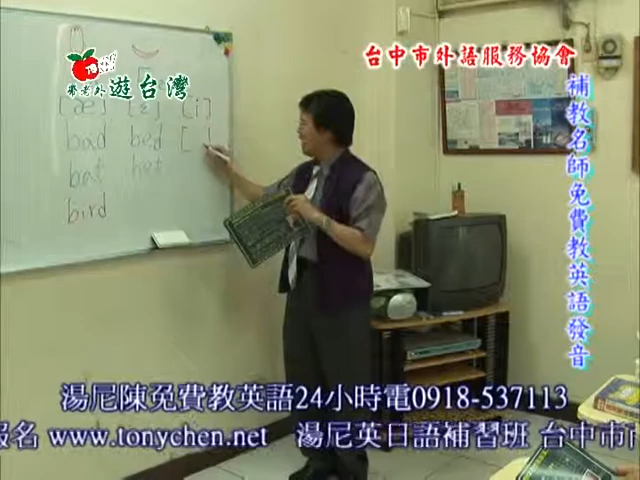 帶老外
遊台灣
台中市外語服務協會
補教名師免費教英語發音
[æ] [ɛ] [i]
bad bed [
bat
bird
湯尼陳免費教英語24小時電0918-537113
報名 www.tonychen.net 湯尼英日語補習班 台中市